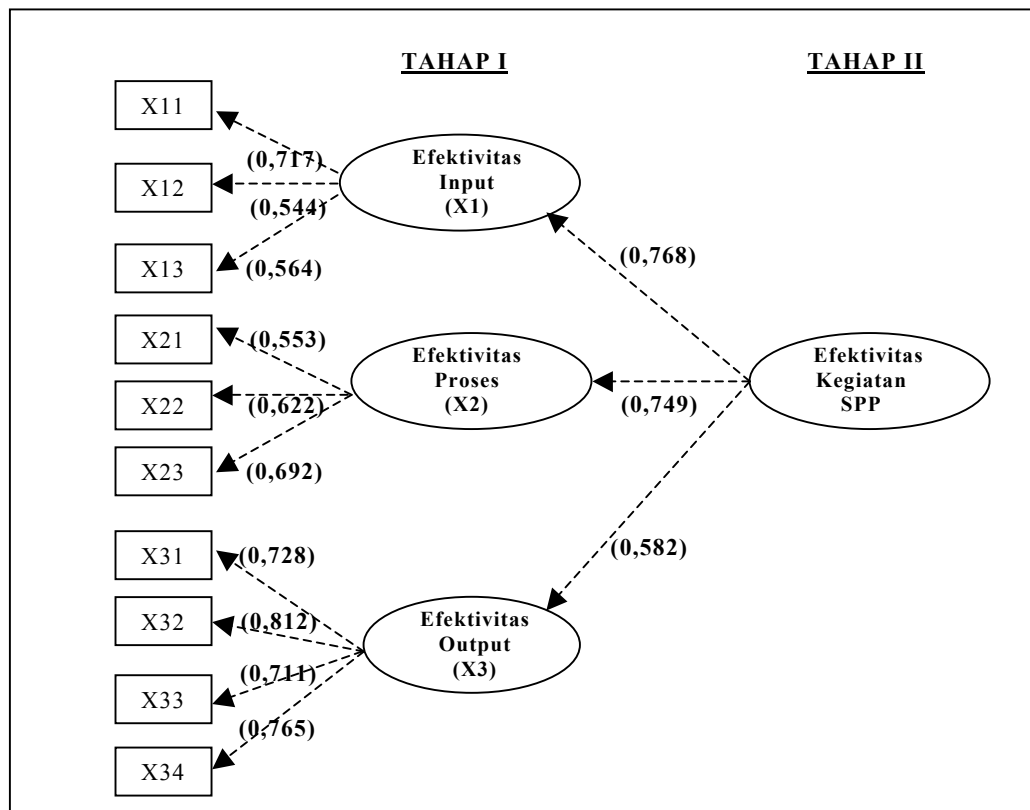 TAHAP I
TAHAP II
X11
X12
X13
(0,717)
(0,544)
(0,564)
Efektivitas
Input
(X1)
(0,768)
X21
X22
X23
(0,553)
(0,622)
(0,692)
Efektivitas
Proses
(X2)
(0,749)
Efektivitas
Kegiatan
SPP
X31
X32
X33
X34
(0,728)
(0,812)
(0,711)
(0,765)
Efektivitas
Output
(X3)
(0,582)